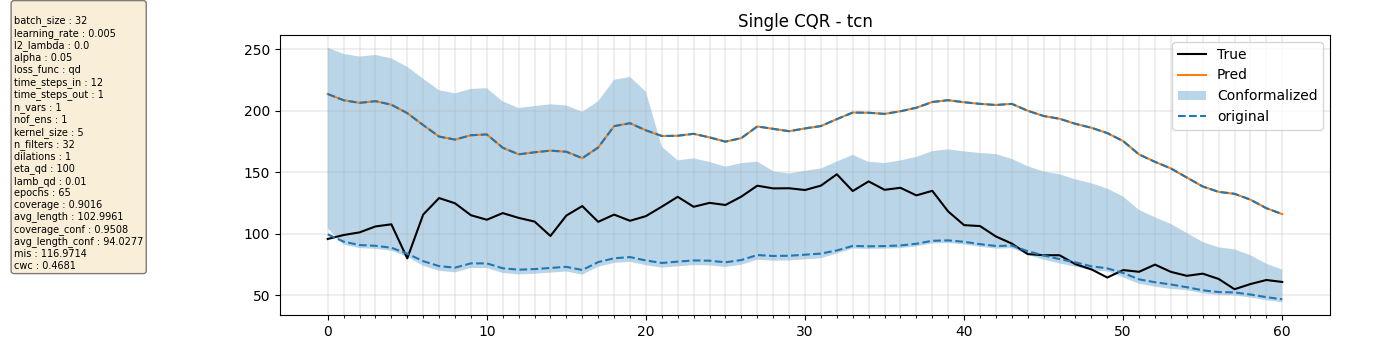 batch_size : 32
learning_rate : 0.005
l2_lambda : 0.0
alpha : 0.05
loss_func : qd
time_steps_in : 12
time_steps_out : 1
n_vars : 1
nof_ens : 1
kernel_size : 5
n_filters : 32
dilations : 1
eta_qd : 100
lamb_qd : 0.01
epochs : 65
coverage : 0.9016
avg_length : 102.9961
coverage_conf : 0.9508
avg_length_conf : 94.0277
mis : 116.9714
cwc : 0.4681
Single CQR - tcn
250
200
150
100
50
0 10 20 30 40 50 60
True
Pred
Conformalized
original